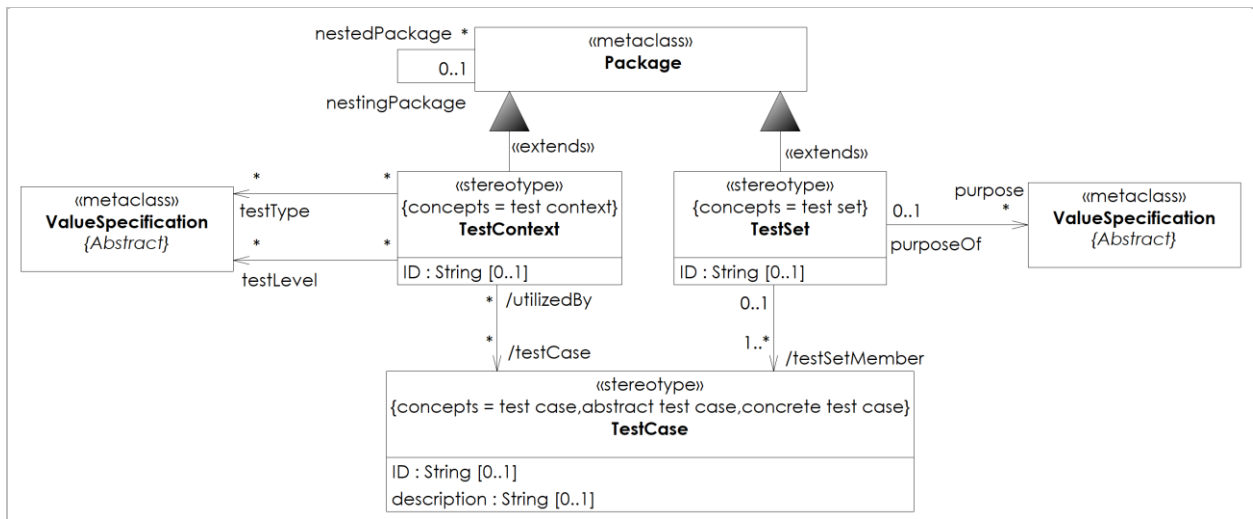 nestedPackage *
0..1
nestingPackage
«metaclass»
Package
«extends»
«extends»
«metaclass»
ValueSpecification
{Abstract}
* *
testType
* *
testLevel
«stereotype»
{concepts = test context}
TestContext
ID : String [0..1]
«stereotype»
{concepts = test set}
TestSet
ID : String [0..1]
purpose
0..1 *
purposeOf
«metaclass»
ValueSpecification
{Abstract}
* /utilizedBy
* /testCase
0..1
1..*
/testSetMember
«stereotype»
{concepts = test case,abstract test case,concrete test case}
TestCase
ID : String [0..1]
description : String [0..1]